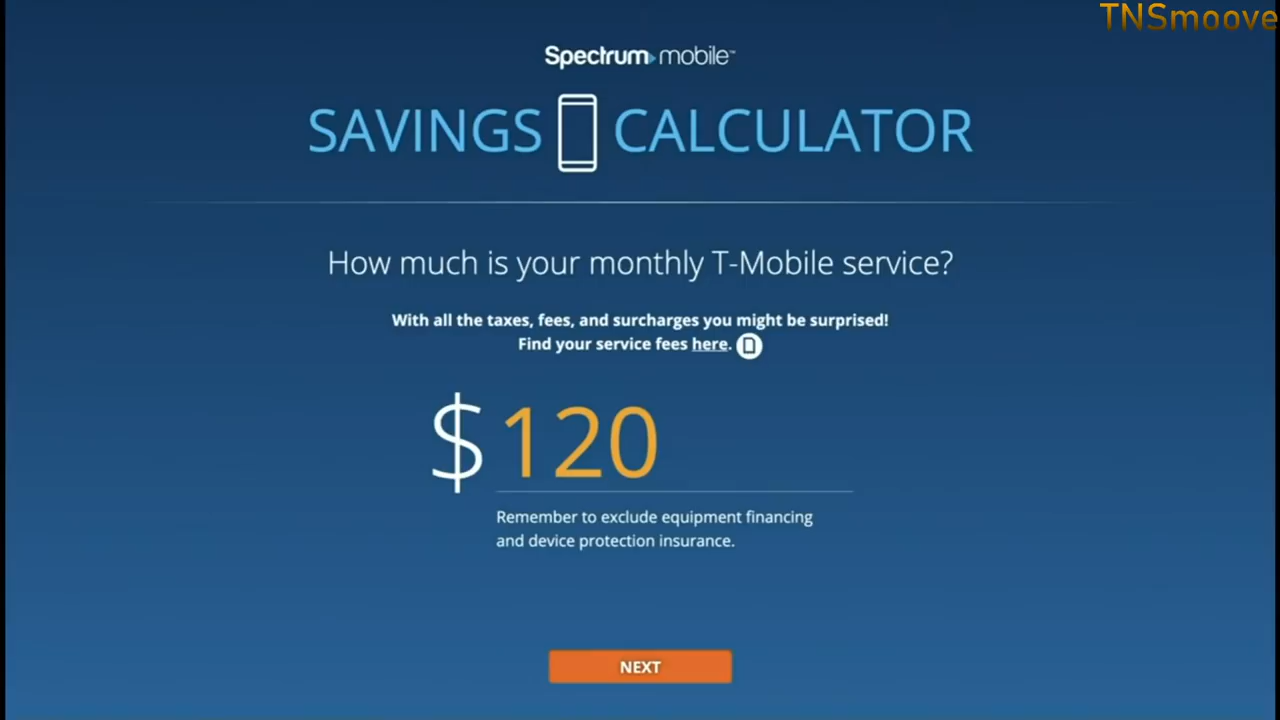 TNSmoove
Spectrum mobile™
SAVINGS CALCULATOR
How much is your monthly T-Mobile service?
With all the taxes, fees, and surcharges you might be surprised!
Find your service fees here.
$120
Remember to exclude equipment financing
and device protection insurance.
NEXT